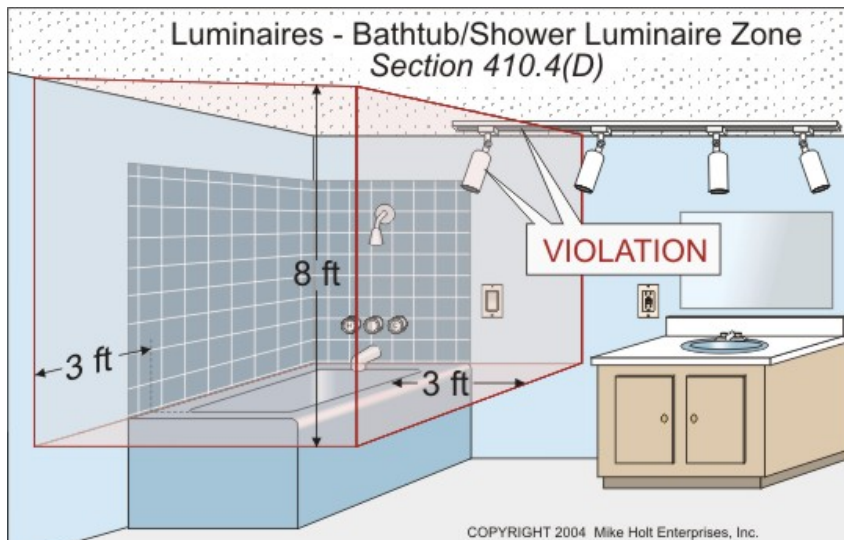 Luminaires - Bathtub/Shower Luminaire Zone
Section 410.4(D)
VIOLATION
8 ft
3 ft
3 ft
COPYRIGHT 2004 Mike Holt Enterprises, Inc.